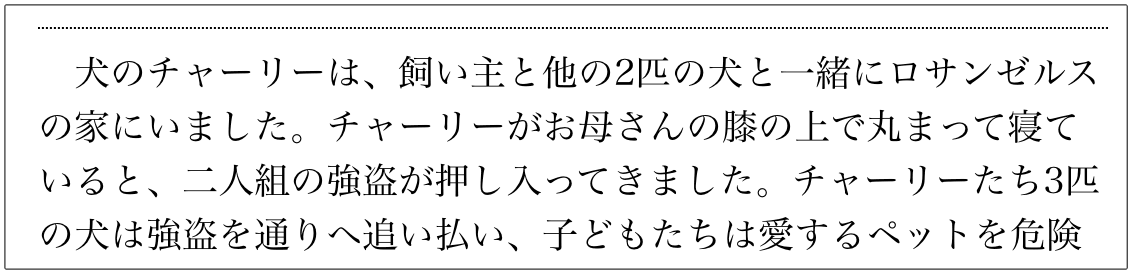 犬のチャーリーは、飼い主と他の2匹の犬と一緒にロサンゼルス
の家にいました。チャーリーがお母さんの膝の上で丸まって寝て
いると、二人組の強盗が押し入ってきました。チャーリーたち3匹
の犬は強盗を通りへ追い払い、子どもたちは愛するペットを危険